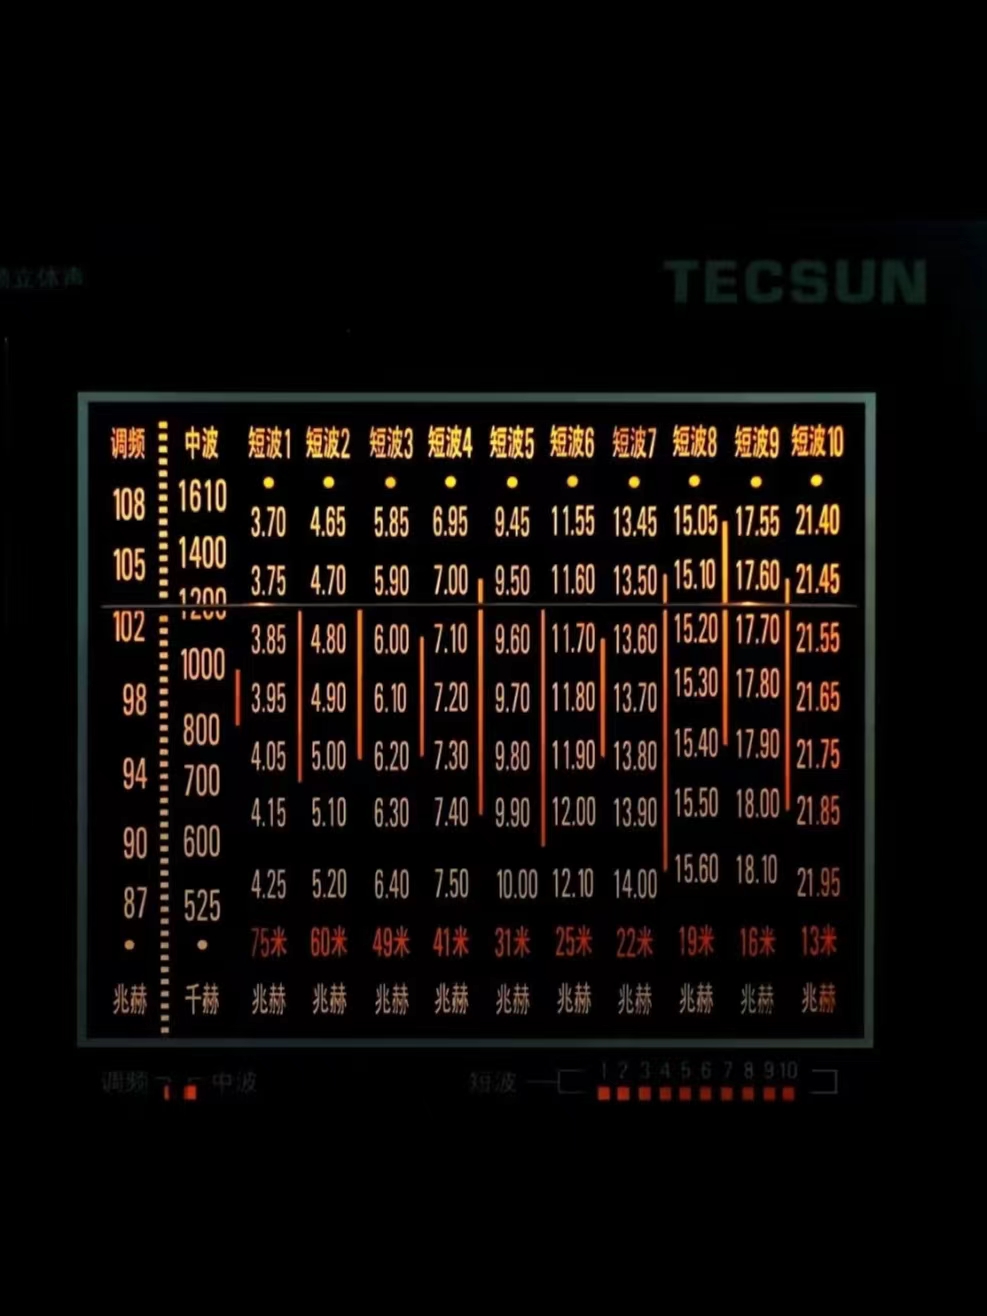 立体声
TECSUN
调频 中波 短波1 短波2 短波3 短波4 短波5 短波6 短波7 短波8 短波9 短波10
108 1610 3.70 4.65 5.85 6.95 9.45 11.55 13.45 15.05 17.55 21.40
105 1400 3.75 4.70 5.90 7.00 9.50 11.60 13.50 15.10 17.60 21.45
102 1200 3.85 4.80 6.00 7.10 9.60 11.70 13.60 15.20 17.70 21.55
98 1000 3.95 4.90 6.10 7.20 9.70 11.80 13.70 15.30 17.80 21.65
94 800 4.05 5.00 6.20 7.30 9.80 11.90 13.80 15.40 17.90 21.75
700
90 600 4.15 5.10 6.30 7.40 9.90 12.00 13.90 15.50 18.00 21.85
87 525 4.25 5.20 6.40 7.50 10.00 12.10 14.00 15.60 18.10 21.95
75米 60米 49米 41米 31米 25米 22米 19米 16米 13米
兆赫 千赫 兆赫 兆赫 兆赫 兆赫 兆赫 兆赫 兆赫 兆赫 兆赫 兆赫
调频 中波 短波 1 2 3 4 5 6 7 8 9 10